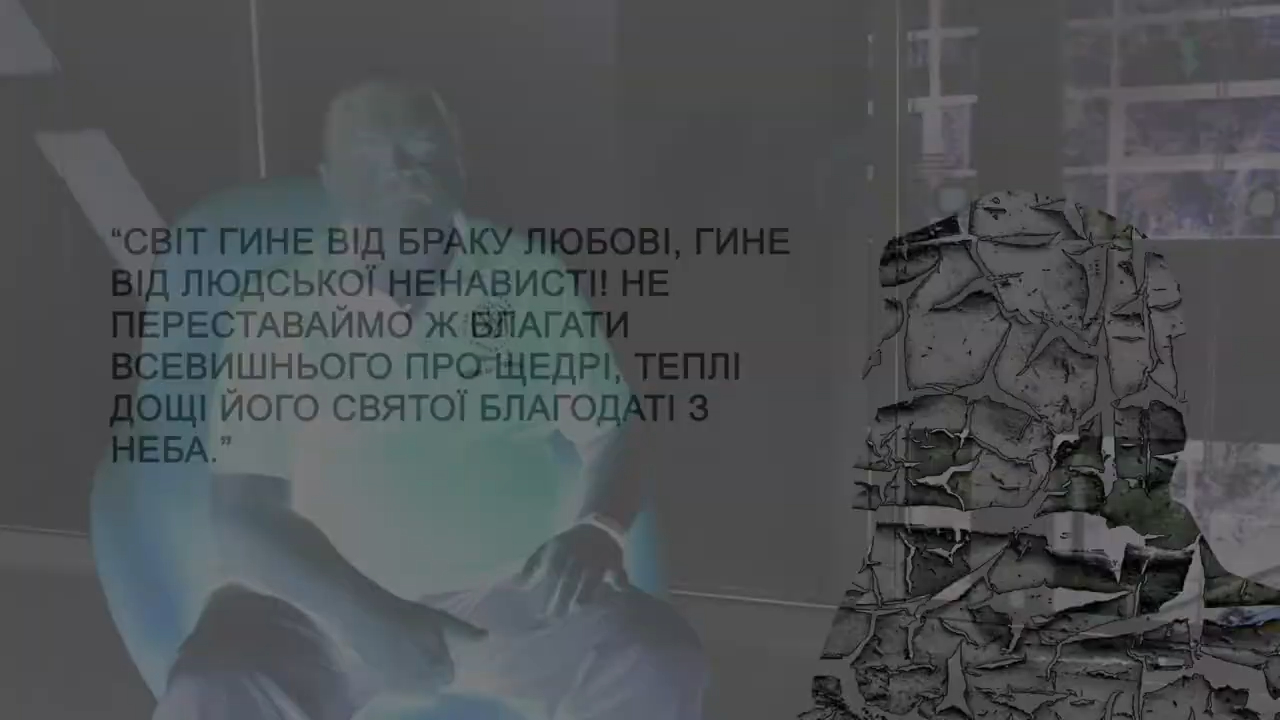 “СВІТ ГИНЕ ВІД БРАКУ ЛЮБОВІ, ГИНЕ
ВІД ЛЮДСЬКОЇ НЕНАВИСТІ! НЕ
ПЕРЕСТАВАЙМО Ж БЛАГАТИ
ВСЕВИШНЬОГО ПРО ЩЕДРІ, ТЕПЛІ
ДОЩІ ЙОГО СВЯТОЇ БЛАГОДАТІ З
НЕБА.”